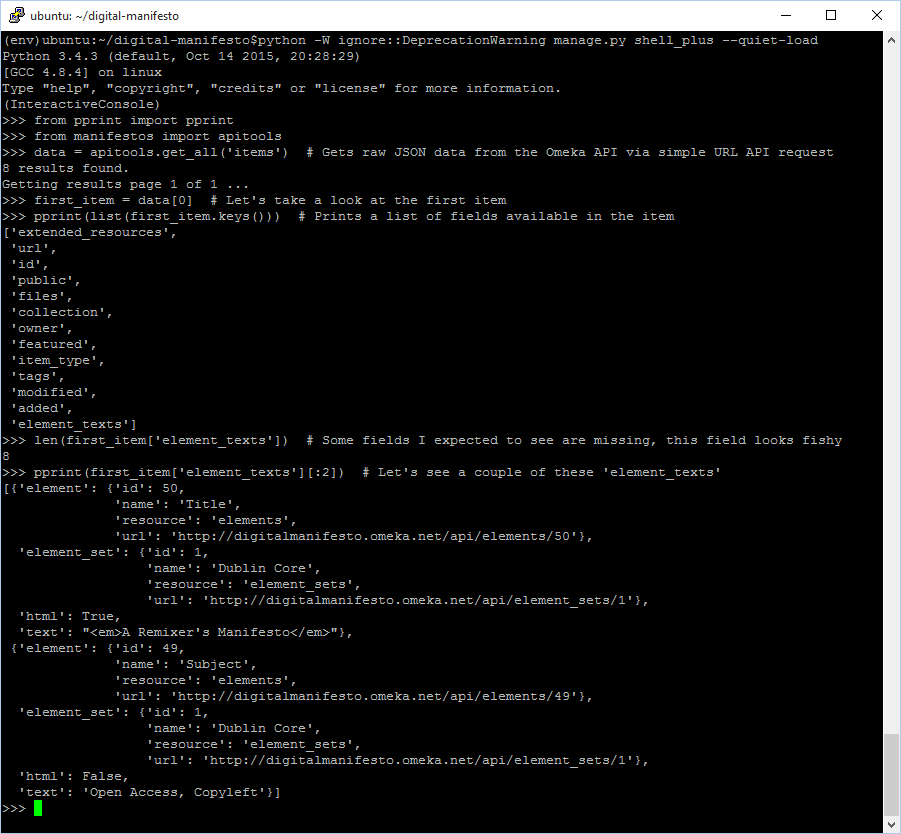 ubuntu: ~/digital-manifesto
(env)ubuntu:~/digital-manifesto$python -W ignore::DeprecationWarning manage.py shell_plus --quiet-load
Python 3.4.3 (default, Oct 14 2015, 20:28:29)
[GCC 4.8.4] on linux
Type "help", "copyright", "credits" or "license" for more information.
(InteractiveConsole)
>>> from pprint import pprint
>>> from manifestos import apitools
>>> data = apitools.get_all('items')  # Gets raw JSON data from the Omeka API via simple URL API request
8 results found.
Getting results page 1 of 1 ...
>>> first_item = data[0]  # Let's take a look at the first item
>>> pprint(list(first_item.keys()))  # Prints a list of fields available in the item
['extended_resources',
 'url',
 'id',
 'public',
 'files',
 'collection',
 'owner',
 'featured',
 'item_type',
 'tags',
 'modified',
 'added',
 'element_texts']
>>> len(first_item['element_texts'])  # Some fields I expected to see are missing, this field looks fishy
8
>>> pprint(first_item['element_texts'][:2])  # Let's see a couple of these 'element_texts'
[{'element': {'id': 50,
              'name': 'Title',
              'resource': 'elements',
              'url': 'http://digitalmanifesto.omeka.net/api/elements/50'},
  'element_set': {'id': 1,
                  'name': 'Dublin Core',
                  'resource': 'element_sets',
                  'url': 'http://digitalmanifesto.omeka.net/api/element_sets/1'},
  'html': True,
  'text': "<em>A Remixer's Manifesto</em>"},
 {'element': {'id': 49,
              'name': 'Subject',
              'resource': 'elements',
              'url': 'http://digitalmanifesto.omeka.net/api/elements/49'},
  'element_set': {'id': 1,
                  'name': 'Dublin Core',
                  'resource': 'element_sets',
                  'url': 'http://digitalmanifesto.omeka.net/api/element_sets/1'},
  'html': False,
  'text': 'Open Access, Copyleft'}]
>>>